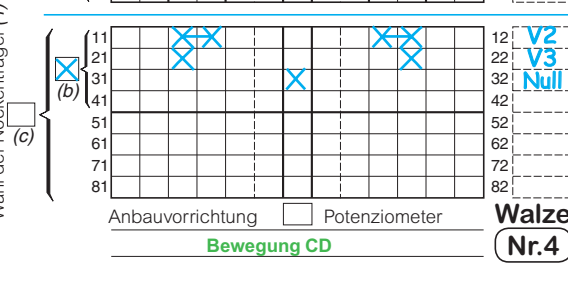 11 12 V2
21 22 V3
31 32 Null
(b)
41 42
51 52
(c)
61 62
71 72
81 82
Anbauvorrichtung Potenziometer Walze
Bewegung CD Nr.4